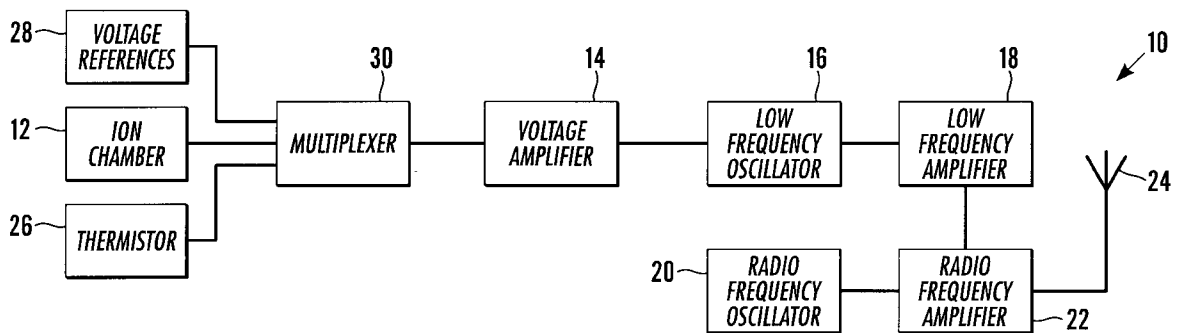 28
VOLTAGE
REFERENCES
12
ION
CHAMBER
26
THERMISTOR
30
MULTIPLEXER
14
VOLTAGE
AMPLIFIER
16
LOW
FREQUENCY
OSCILLATOR
18
LOW
FREQUENCY
AMPLIFIER
10
24
20
RADIO
FREQUENCY
OSCILLATOR
RADIO
FREQUENCY
AMPLIFIER
22